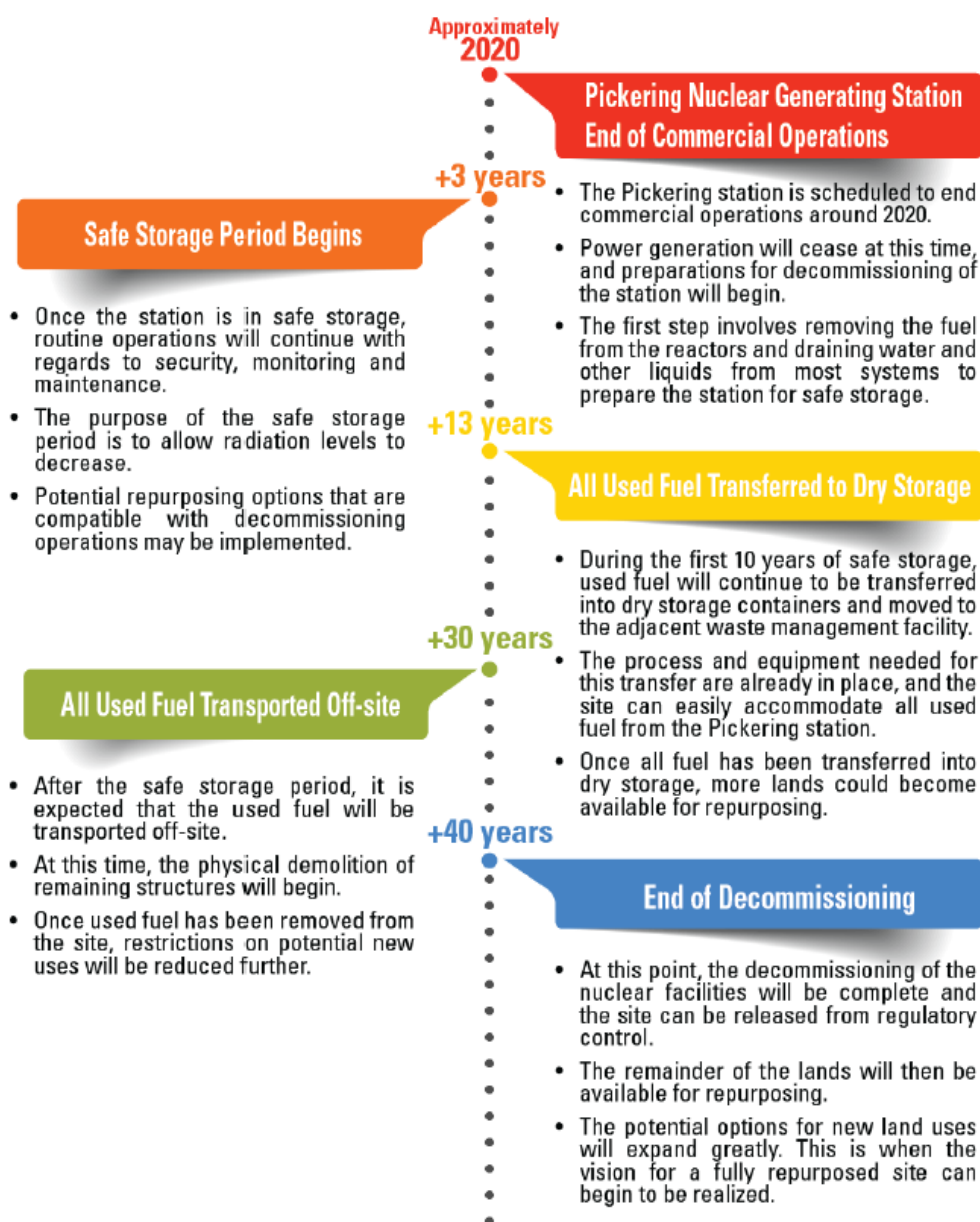 Approximately
2020
Pickering Nuclear Generating Station
End of Commercial Operations
• The Pickering station is scheduled to end
commercial operations around 2020.
• Power generation will cease at this time,
and preparations for decommissioning of
the station will begin.
• The first step involves removing the fuel
from the reactors and draining water and
other liquids from most systems to
prepare the station for safe storage.
+3 years
Safe Storage Period Begins
• Once the station is in safe storage,
routine operations will continue with
regards to security, monitoring and
maintenance.
• The purpose of the safe storage
period is to allow radiation levels to
decrease.
• Potential repurposing options that are
compatible with decommissioning
operations may be implemented.
+13 years
All Used Fuel Transferred to Dry Storage
• During the first 10 years of safe storage,
used fuel will continue to be transferred
into dry storage containers and moved to
the adjacent waste management facility.
• The process and equipment needed for
this transfer are already in place, and the
site can easily accommodate all used
fuel from the Pickering station.
• Once all fuel has been transferred into
dry storage, more lands could become
available for repurposing.
+30 years
All Used Fuel Transported Off-site
• After the safe storage period, it is
expected that the used fuel will be
transported off-site.
• At this time, the physical demolition of
remaining structures will begin.
• Once used fuel has been removed from
the site, restrictions on potential new
uses will be reduced further.
+40 years
End of Decommissioning
• At this point, the decommissioning of the
nuclear facilities will be complete and
the site can be released from regulatory
control.
• The remainder of the lands will then be
available for repurposing.
• The potential options for new land uses
will expand greatly. This is when the
vision for a fully repurposed site can
begin to be realized.